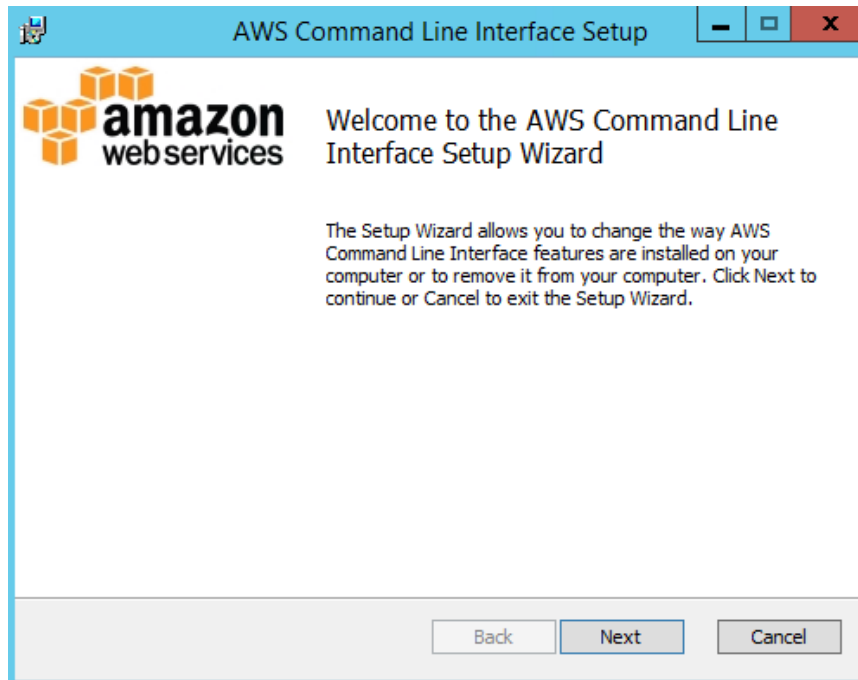 AWS Command Line Interface Setup
amazon
web services
Welcome to the AWS Command Line
Interface Setup Wizard
The Setup Wizard allows you to change the way AWS
Command Line Interface features are installed on your
computer or to remove it from your computer. Click Next to
continue or Cancel to exit the Setup Wizard.
Back
Next
Cancel